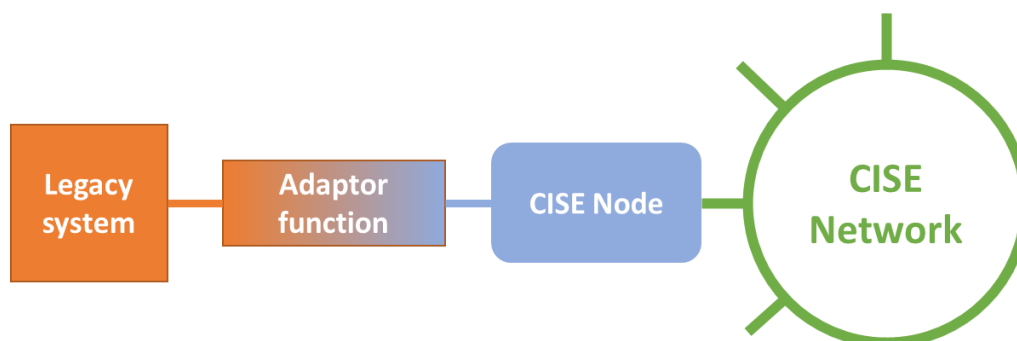 Legacy
system
Adaptor
function
CISE Node
CISE
Network